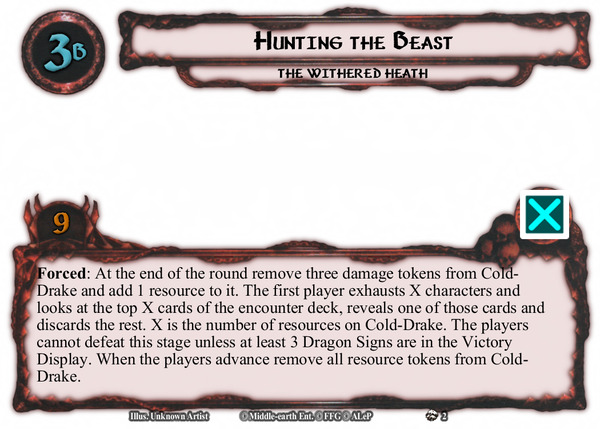 3B
HUNTING THE BEAST
THE WITHERED HEATH
9
X
Forced: At the end of the round remove three damage tokens from Cold-
Drake and add 1 resource to it. The first player exhausts X characters and
looks at the top X cards of the encounter deck, reveals one of those cards and
discards the rest. X is the number of resources on Cold-Drake. The players
cannot defeat this stage unless at least 3 Dragon Signs are in the Victory
Display. When the players advance remove all resource tokens from Cold-
Drake.
Illus. Unknown Artist ©Middle-earth Ent. ©FFG ©ALeP 2